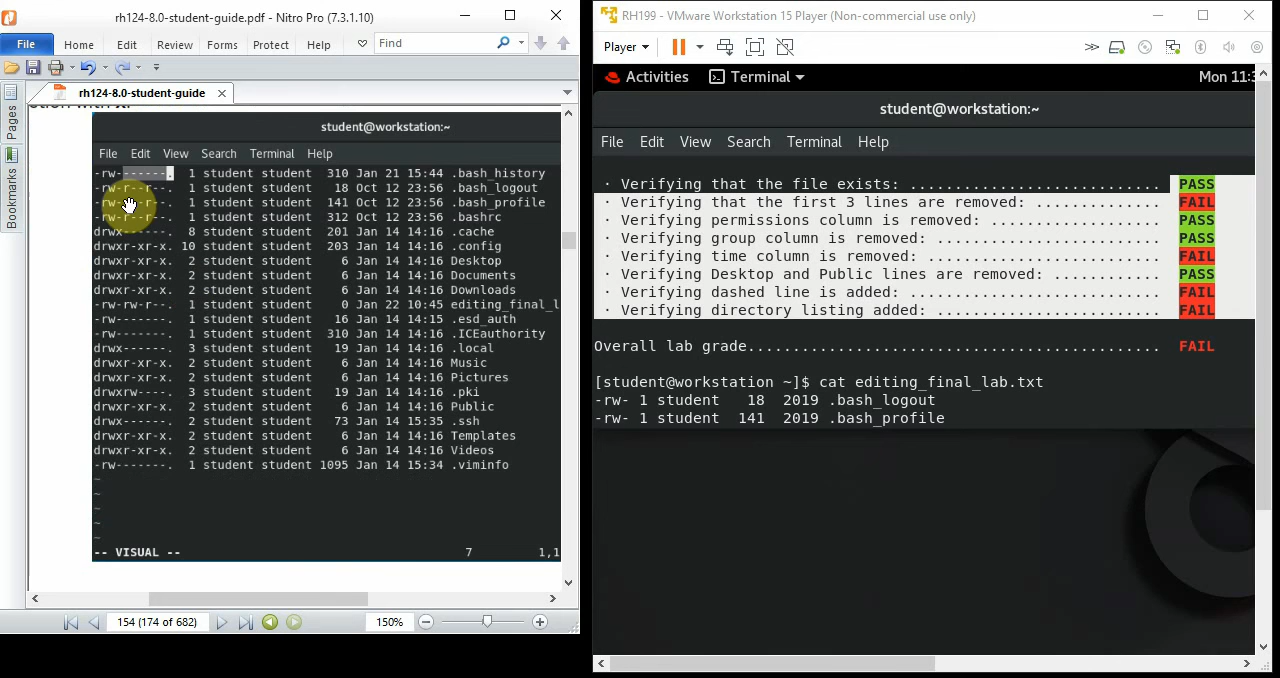 rh124-8.0-student-guide.pdf - Nitro Pro (7.3.1.10)
File Home Edit Review Forms Protect Help Find
rh124-8.0-student-guide
Pages
Bookmarks
student@workstation:~
File Edit View Search Terminal Help
-rw-------. 1 student student 310 Jan 21 15:44 .bash_history
-rw-r--r--. 1 student student 18 Oct 12 23:56 .bash_logout
-rw-r--r--. 1 student student 141 Oct 12 23:56 .bash_profile
-rw-r--r--. 1 student student 312 Oct 12 23:56 .bashrc
drwx------. 8 student student 201 Jan 14 14:16 .cache
drwxr-xr-x. 10 student student 203 Jan 14 14:16 .config
drwxr-xr-x. 2 student student 6 Jan 14 14:16 Desktop
drwxr-xr-x. 2 student student 6 Jan 14 14:16 Documents
drwxr-xr-x. 2 student student 6 Jan 14 14:16 Downloads
-rw-rw-r--. 1 student student 0 Jan 22 10:45 editing_final_l
-rw-------. 1 student student 16 Jan 14 14:15 .esd_auth
-rw-------. 1 student student 310 Jan 14 14:16 .ICEauthority
drwx------. 3 student student 19 Jan 14 14:16 .local
drwxr-xr-x. 2 student student 6 Jan 14 14:16 Music
drwxr-xr-x. 2 student student 6 Jan 14 14:16 Pictures
drwxrw----. 3 student student 19 Jan 14 14:16 .pki
drwxr-xr-x. 2 student student 6 Jan 14 14:16 Public
drwx------. 2 student student 73 Jan 14 15:35 .ssh
drwxr-xr-x. 2 student student 6 Jan 14 14:16 Templates
drwxr-xr-x. 2 student student 6 Jan 14 14:16 Videos
-rw-------. 1 student student 1095 Jan 14 15:34 .viminfo
~
~
~
~
~
-- VISUAL -- 7 1,1
154 (174 of 682) 150%
RH199 - VMware Workstation 15 Player (Non-commercial use only)
Player
Activities Terminal Mon 11:3
student@workstation:~
File Edit View Search Terminal Help
· Verifying that the file exists: ............................ PASS
· Verifying that the first 3 lines are removed: .............. FAIL
· Verifying permissions column is removed: ................... PASS
· Verifying group column is removed: ......................... PASS
· Verifying time column is removed: .......................... FAIL
· Verifying Desktop and Public lines are removed: ............ PASS
· Verifying dashed line is added: ............................ FAIL
· Verifying directory listing added: ......................... FAIL
Overall lab grade.............................................. FAIL
[student@workstation ~]$ cat editing_final_lab.txt
-rw- 1 student 18 2019 .bash_logout
-rw- 1 student 141 2019 .bash_profile